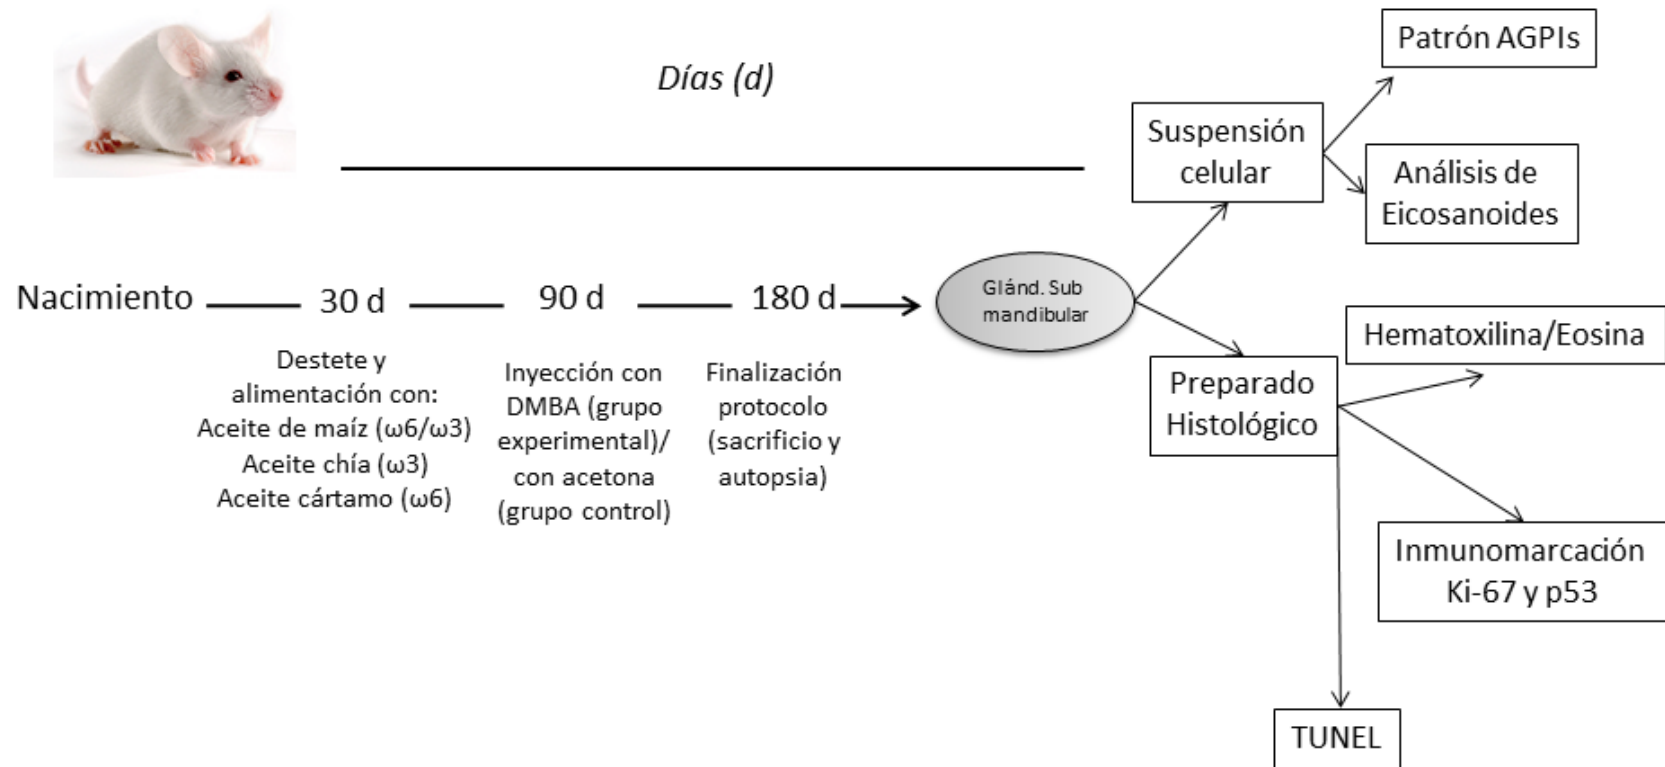 Días (d)
Nacimiento
30 d
90 d
180 d
Destete y
alimentación con:
Aceite de maíz (ω6/ω3)
Aceite chía (ω3)
Aceite cártamo (ω6)
Inyección con
DMBA (grupo
experimental)/
con acetona
(grupo control)
Finalización
protocolo
(sacrificio y
autopsia)
Glánd. Sub
mandibular
Suspensión
celular
Patrón AGPIs
Análisis de
Eicosanoides
Preparado
Histológico
Hematoxilina/Eosina
Inmunomarcación
Ki-67 y p53
TUNEL